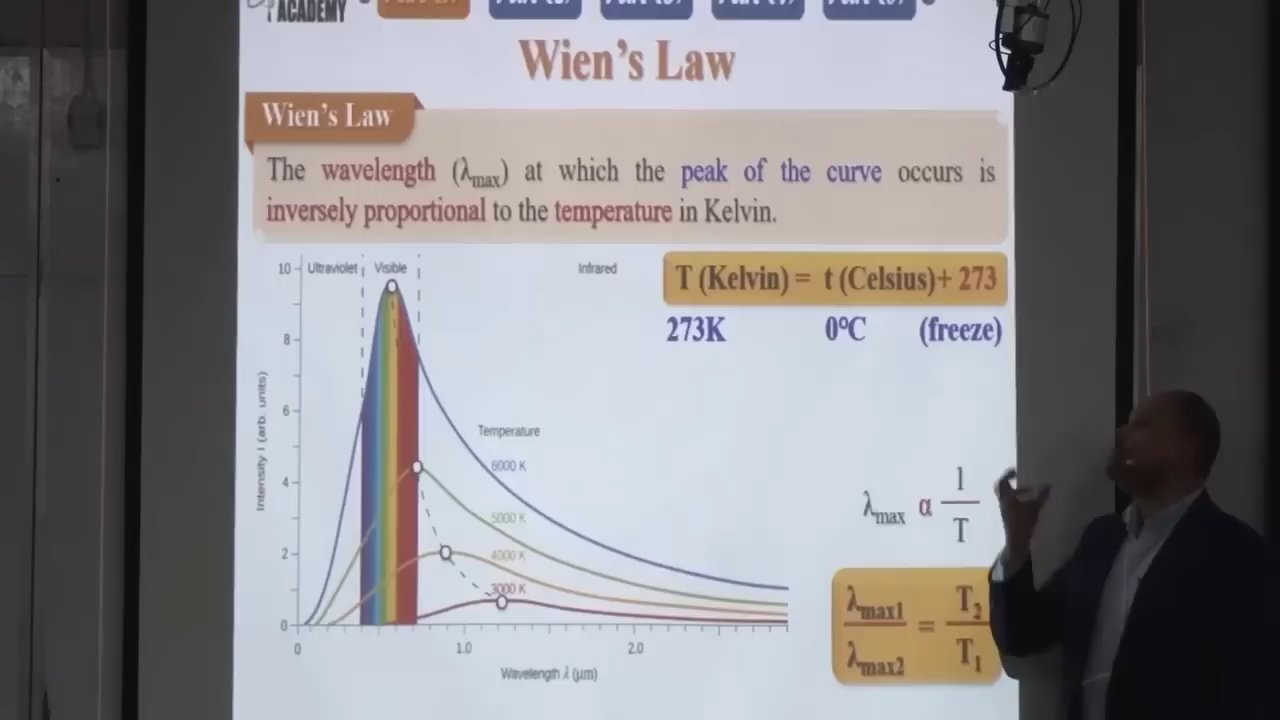 ACADEMY
Wien's Law
Wien's Law
The wavelength (λmax) at which the peak of the curve occurs is
inversely proportional to the temperature in Kelvin.
T (Kelvin) = t (Celsius)+ 273
273K 0°C (freeze)
10
Ultraviolet
Visible
Infrared
8
6
4
2
0
Intensity I (arb. units)
Temperature
6000 K
5000 K
4000 K
3000 K
0
1.0
2.0
Wavelength λ (μm)
λmax α 1/T
λmax1/λmax2 = T2/T1